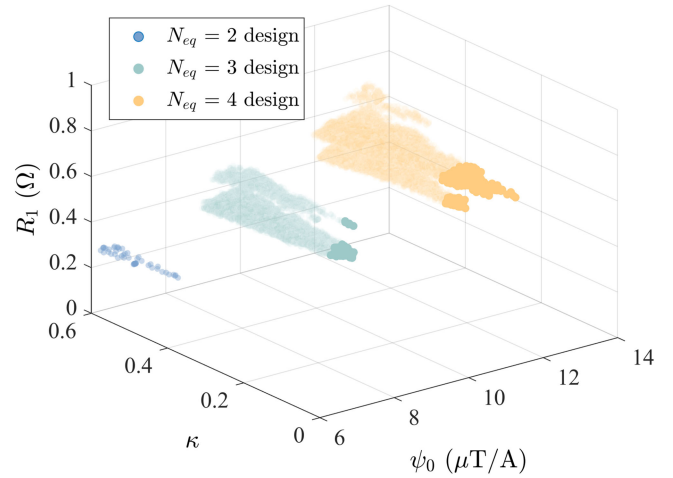 N_eq = 2 design
N_eq = 3 design
N_eq = 4 design
1
0.8
0.6
0.4
0.2
0
R_1 (Ω)
0.6
0.4
0.2
0
κ
6
8
10
12
14
ψ_0 (μT/A)